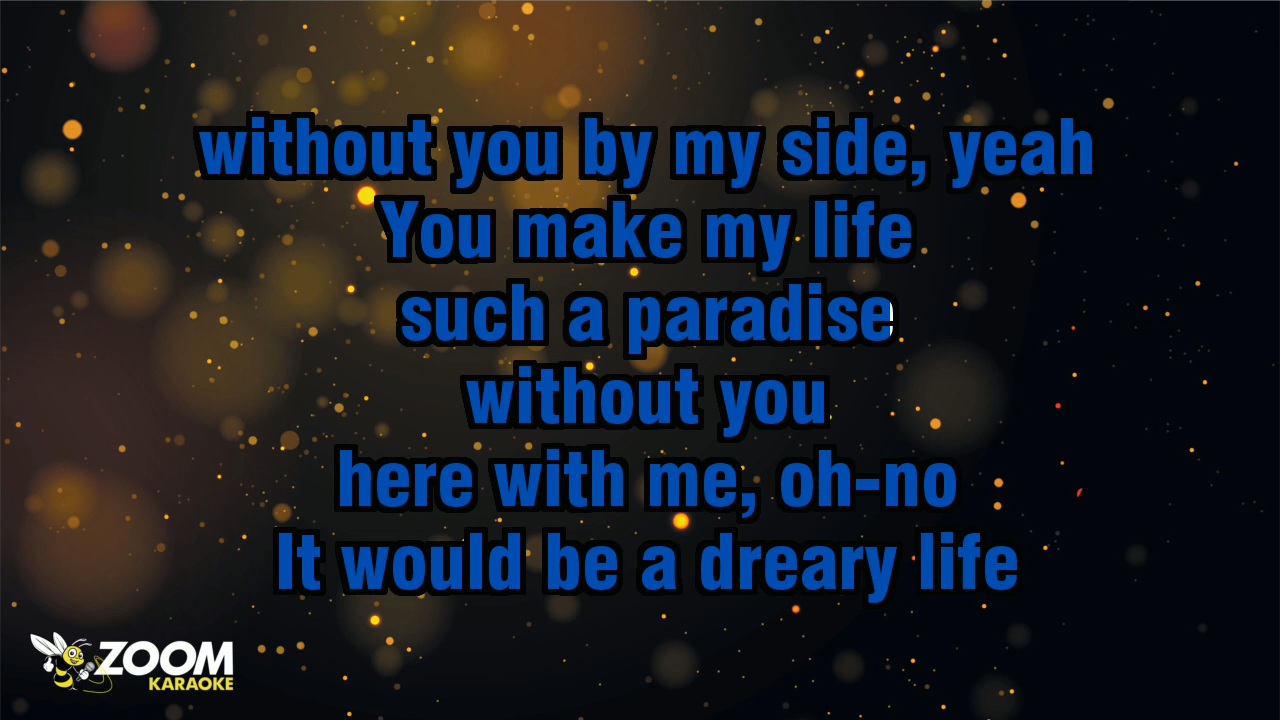 without you by my side, yeah
You make my life
such a paradise
without you
here with me, oh-no
It would be a dreary life
ZOOM
KARAOKE